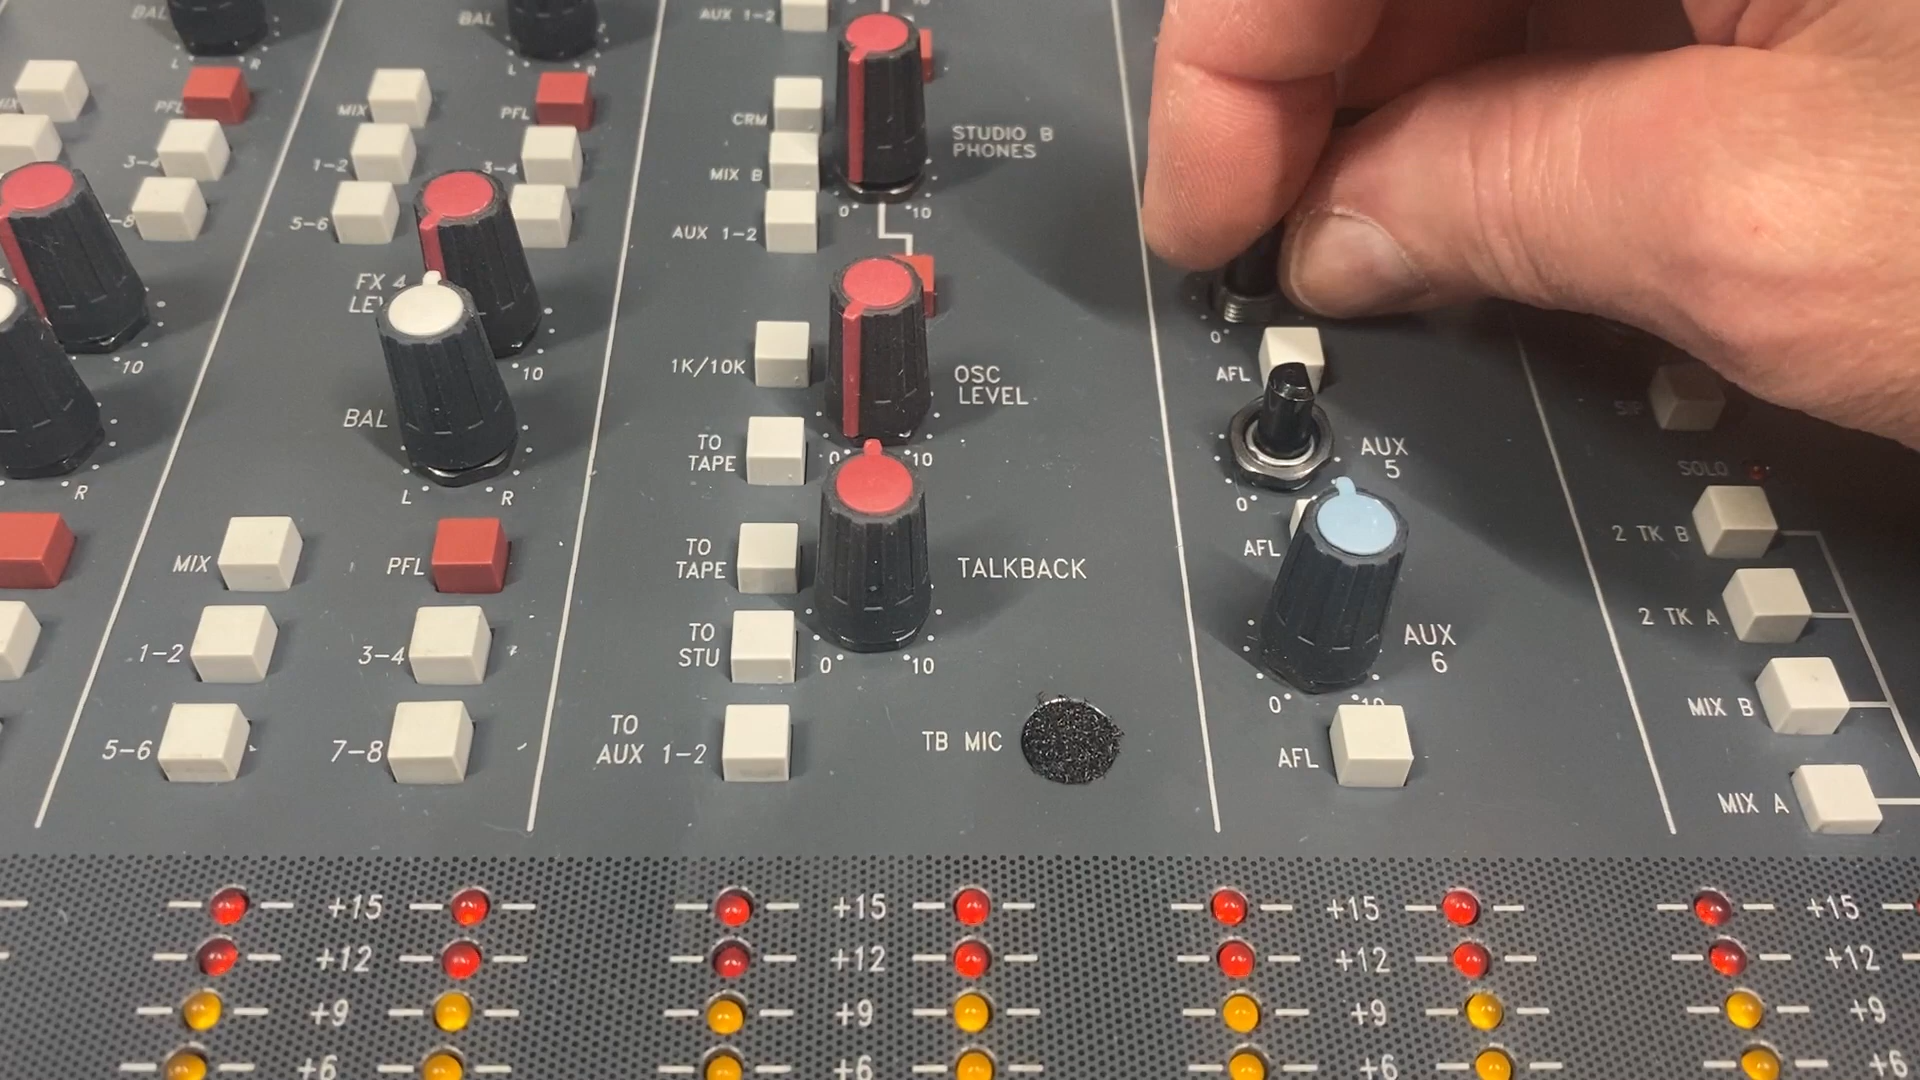 BAL
BAL
AUX 1-2
L R
L R
PFL
MIX
PFL
CRM
STUDIO B
PHONES
3-4
1-2
3-4
MIX B
0 10
5-6
AUX 1-2
FX 4
0
10
10
1K/10K
OSC
LEVEL
AFL
BAL
TO
TAPE
0 10
AUX
5
SOLO
R
L R
0
2 TK B
MIX
PFL
TO
TAPE
TALKBACK
AFL
2 TK A
1-2
3-4
TO
STU
0 10
AUX
6
0 10
MIX B
5-6
7-8
TO
AUX 1-2
TB MIC
AFL
MIX A
+15 +15 +15 +15
+12 +12 +12 +12
+9 +9 +9 +9
+6 +6 +6 +6